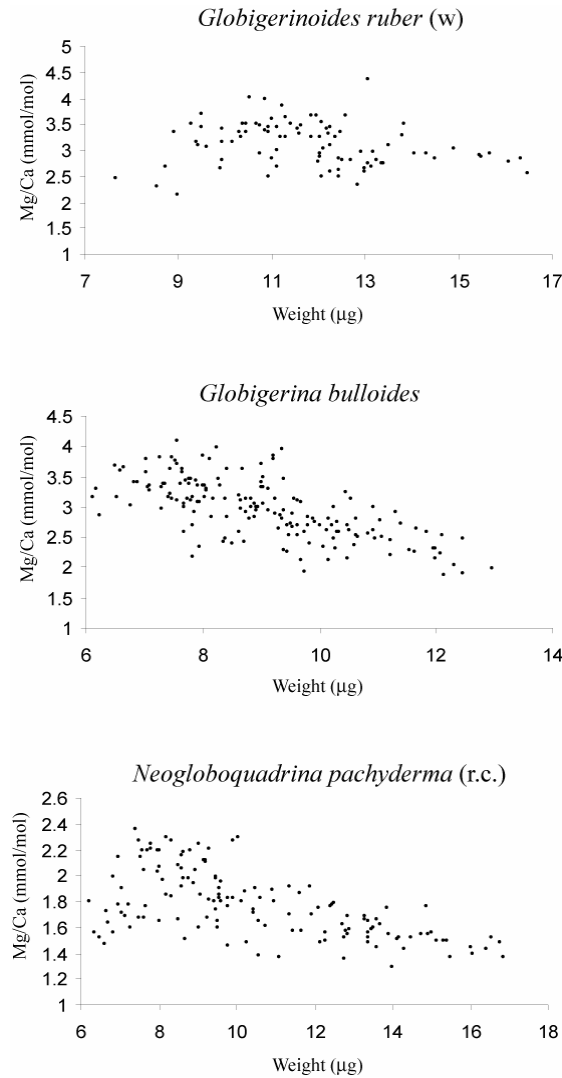 Globigerinoides ruber (w)
5
4.5
4
3.5
3
2.5
2
1.5
1
Mg/Ca (mmol/mol)
7 9 11 13 15 17
Weight (µg)
Globigerina bulloides
4.5
4
3.5
3
2.5
2
1.5
1
Mg/Ca (mmol/mol)
6 8 10 12 14
Weight (µg)
Neogloboquadrina pachyderma (r.c.)
2.6
2.4
2.2
2
1.8
1.6
1.4
1.2
1
Mg/Ca (mmol/mol)
6 8 10 12 14 16 18
Weight (µg)